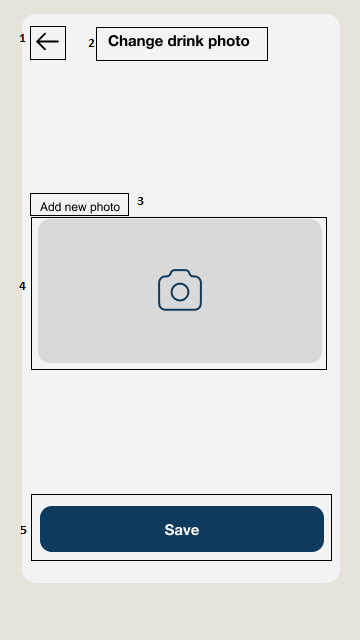 1
2 Change drink photo
Add new photo 3
4
5 Save